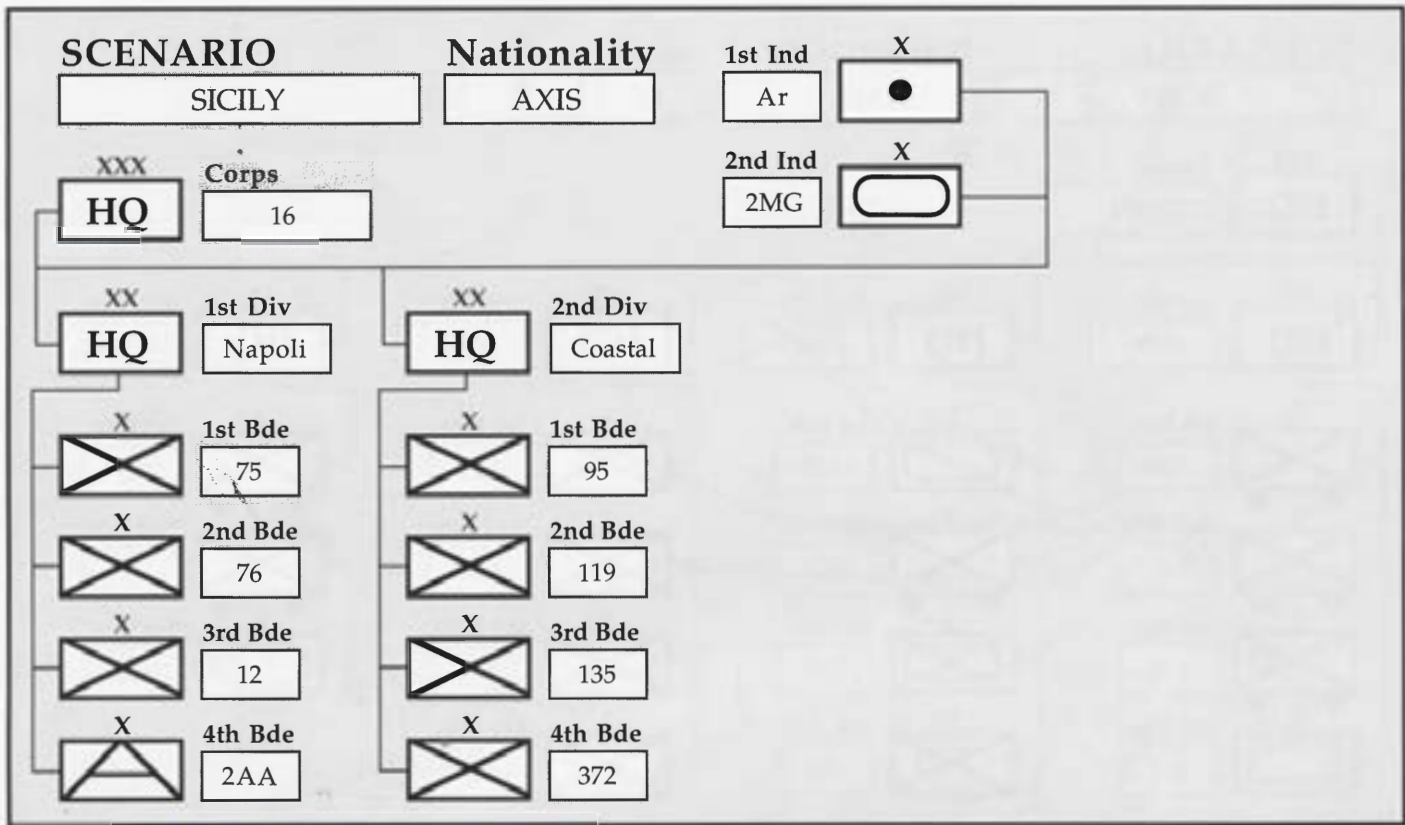 SCENARIO
SICILY
Nationality
AXIS
1st Ind
Ar
X
2nd Ind
2MG
X
XXX
HQ
Corps
16
XX
HQ
1st Div
Napoli
XX
HQ
2nd Div
Coastal
X
1st Bde
75
X
1st Bde
95
X
2nd Bde
76
X
2nd Bde
119
X
3rd Bde
12
X
3rd Bde
135
X
4th Bde
2AA
X
4th Bde
372